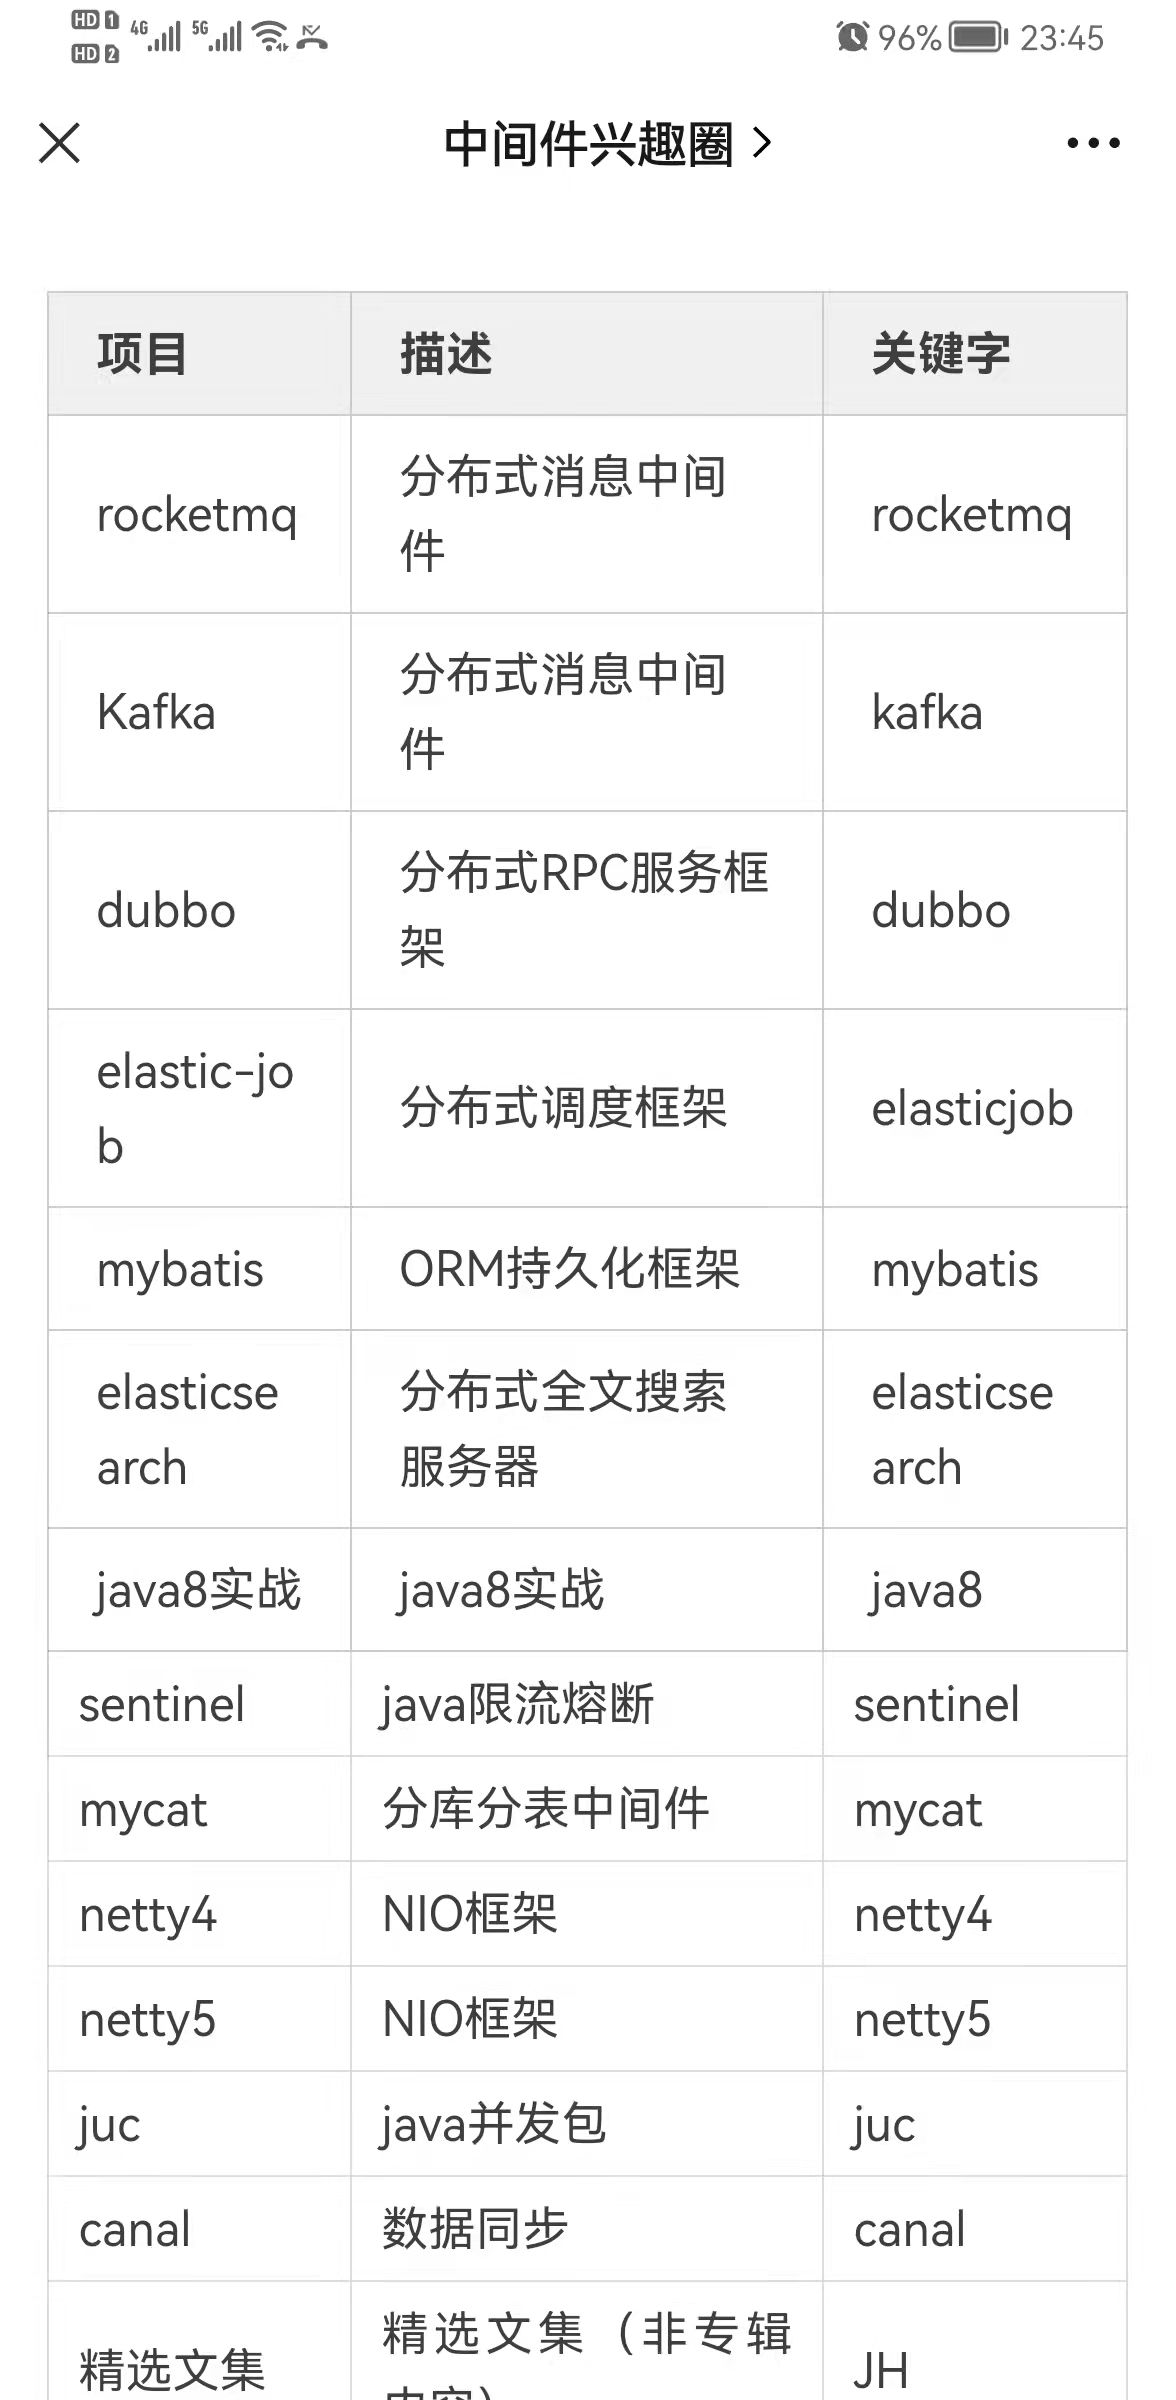 HD 1 4G 5G 96% 23:45
HD 2
中间件兴趣圈
项目 描述 关键字
rocketmq 分布式消息中间 rocketmq
件
Kafka 分布式消息中间 kafka
件
dubbo 分布式RPC服务框 dubbo
架
elastic-jo 分布式调度框架 elasticjob
b
mybatis ORM持久化框架 mybatis
elasticse 分布式全文搜索 elasticse
arch 服务器 arch
java8实战 java8实战 java8
sentinel java限流熔断 sentinel
mycat 分库分表中间件 mycat
netty4 NIO框架 netty4
netty5 NIO框架 netty5
juc java并发包 juc
canal 数据同步 canal
精选文集 精选文集（非专辑 JH